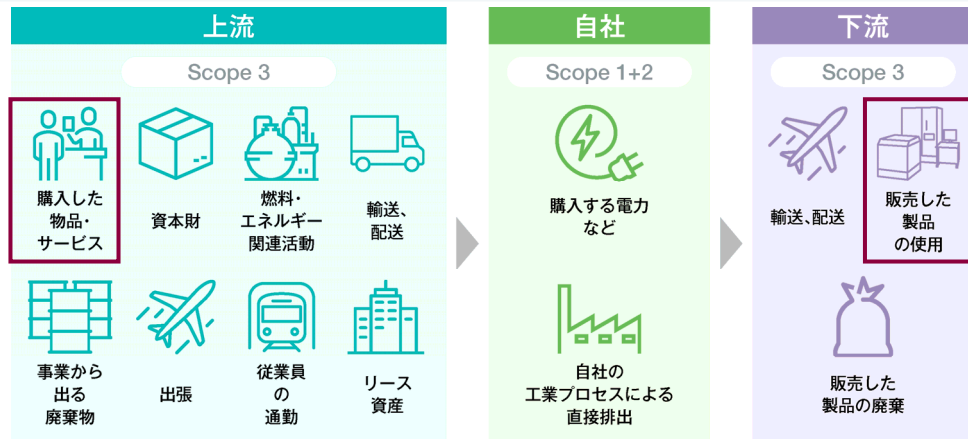 上流
Scope 3
購入した
物品・
サービス
資本財
燃料・
エネルギー
関連活動
輸送、
配送
事業から
出る
廃棄物
出張
従業員
の
通勤
リース
資産
自社
Scope 1+2
購入する電力
など
自社の
工業プロセスによる
直接排出
下流
Scope 3
輸送、配送
販売した
製品
の使用
販売した
製品の廃棄